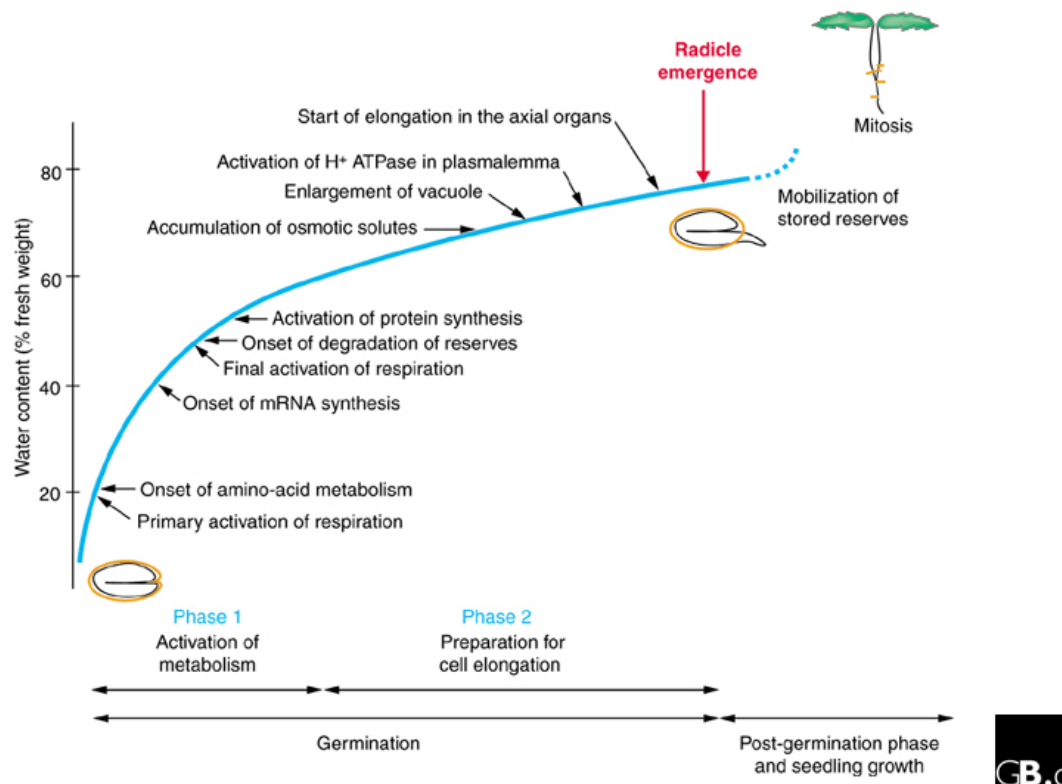 Radicle
emergence
Mitosis
Start of elongation in the axial organs
Activation of H+ ATPase in plasmalemma
Enlargement of vacuole
Accumulation of osmotic solutes
Mobilization of
stored reserves
Water content (% fresh weight)
80
60
40
20
Activation of protein synthesis
Onset of degradation of reserves
Final activation of respiration
Onset of mRNA synthesis
Onset of amino-acid metabolism
Primary activation of respiration
Phase 1
Activation of
metabolism
Phase 2
Preparation for
cell elongation
Germination
Post-germination phase
and seedling growth